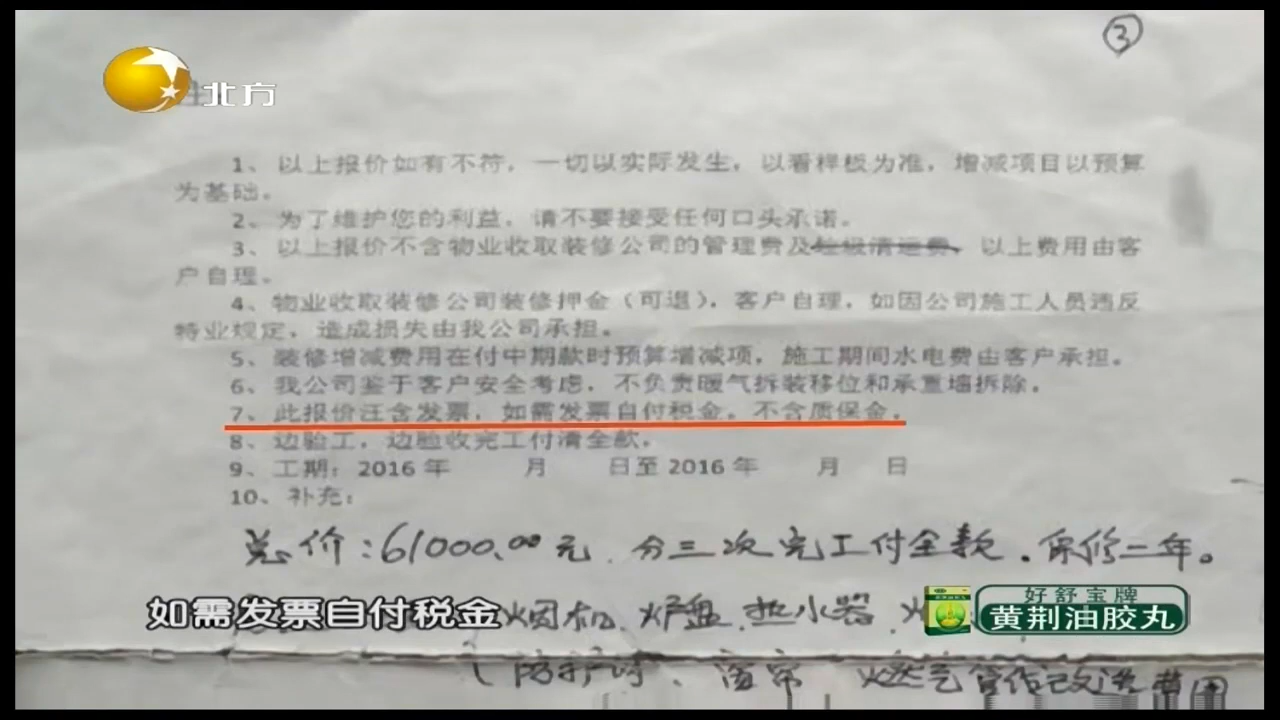 ③
北方
1、以上报价如有不符，一切以实际发生，以看样板为准，增减项目以预算
为基础。
2、为了维护您的利益，请不要接受任何口头承诺。
3、以上报价不含物业收取装修公司的管理费及垃圾清运费、以上费用由客
户自理。
4、物业收取装修公司装修押金（可退），客户自理，如因公司施工人员违反
特业规定，造成损失由我公司承担。
5、装修增减费用在付中期款时预算增减项，施工期间水电费由客户承担。
6、我公司鉴于客户安全考虑，不负责暖气拆装移位和承重墙拆除。
7、此报价汪含发票，如需发票自付税金。不含质保金。
8、边验工，边验收完工付清全款。
9、工期：2016年 月 日至2016年 月 日
10、补充：
总价：61000.00元 分三次完工付全款。保修二年。
烟机、炉盘、热水器、
如需发票自付税金
好舒宝牌
黄荆油胶丸
窗帘 燃气管作改造费用